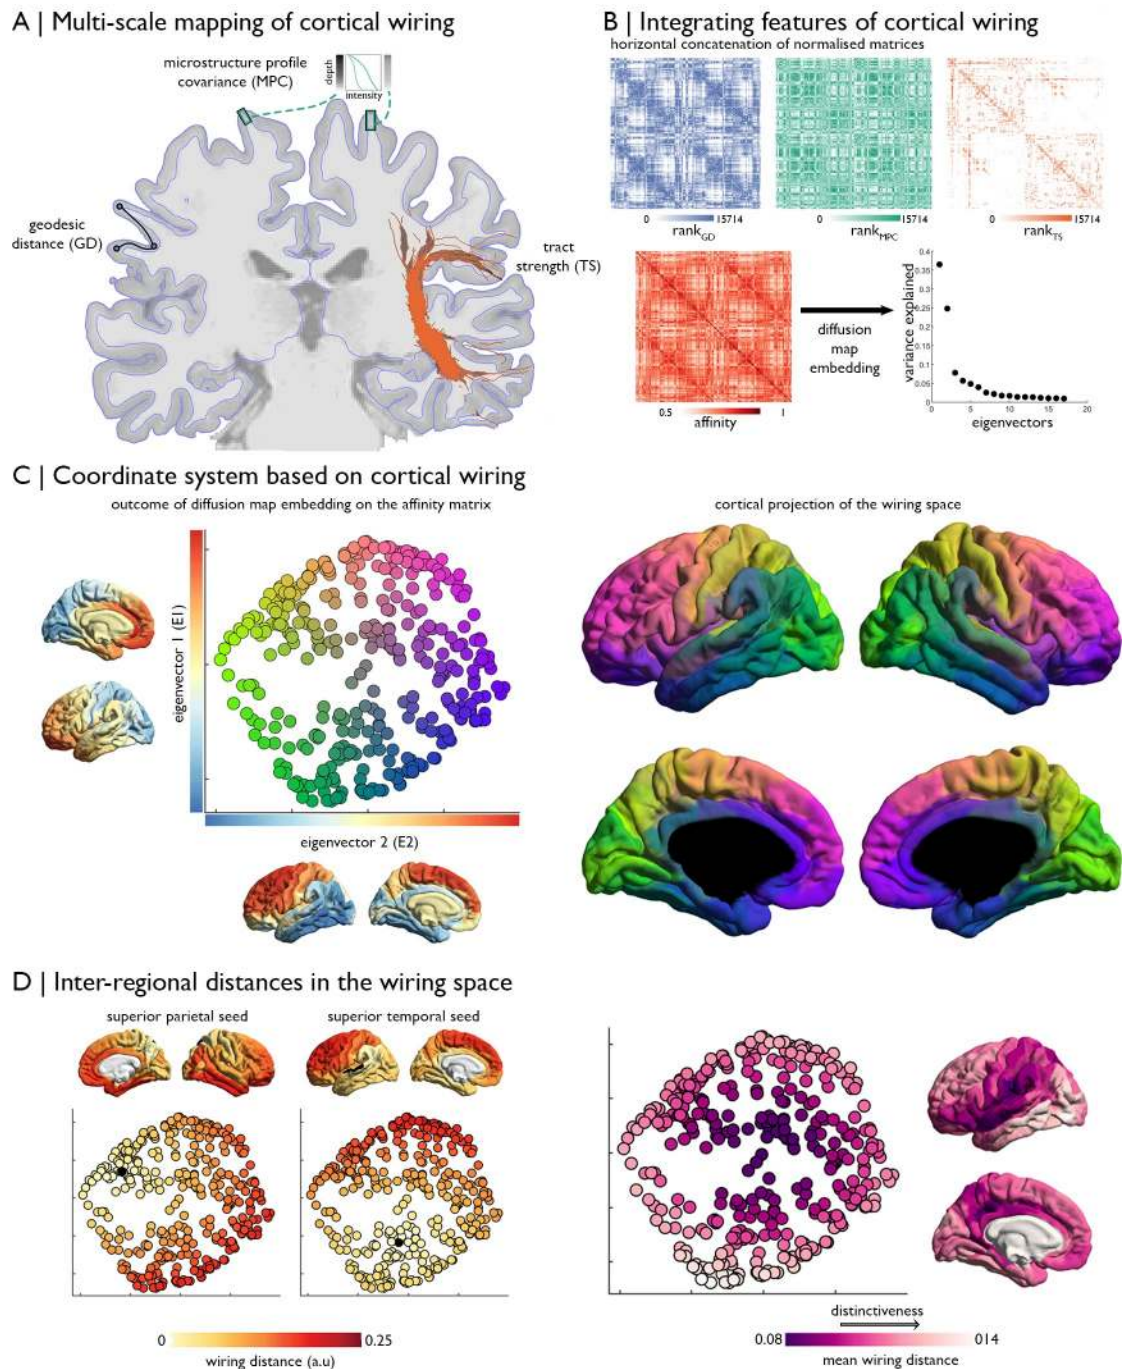 A | Multi-scale mapping of cortical wiring
microstructure profile
covariance (MPC)
depth
intensity
geodesic
distance (GD)
tract
strength (TS)
B | Integrating features of cortical wiring
horizontal concatenation of normalised matrices
0 15714
rankGD
0 15714
rankMPC
0 15714
rankTS
0.5 1
affinity
diffusion
map
embedding
variance explained
0.4
0.35
0.3
0.25
0.2
0.15
0.1
0.05
0
0 5 10 15 20
eigenvectors
C | Coordinate system based on cortical wiring
outcome of diffusion map embedding on the affinity matrix
eigenvector 1 (E1)
eigenvector 2 (E2)
cortical projection of the wiring space
D | Inter-regional distances in the wiring space
superior parietal seed
superior temporal seed
0 0.25
wiring distance (a.u)
distinctiveness
0.08 014
mean wiring distance